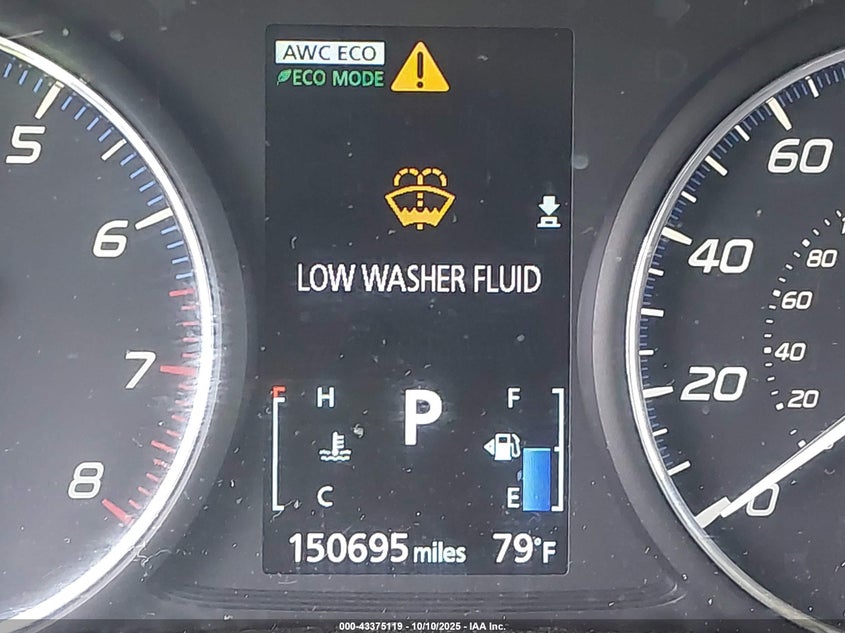 AWC ECO
ECO MODE
LOW WASHER FLUID
5
6
7
8
60
40
20
0
80
60
40
20
H
C
P
F
E
150695 miles
79°F
000-43375119 - 10/10/2025 - IAA Inc.